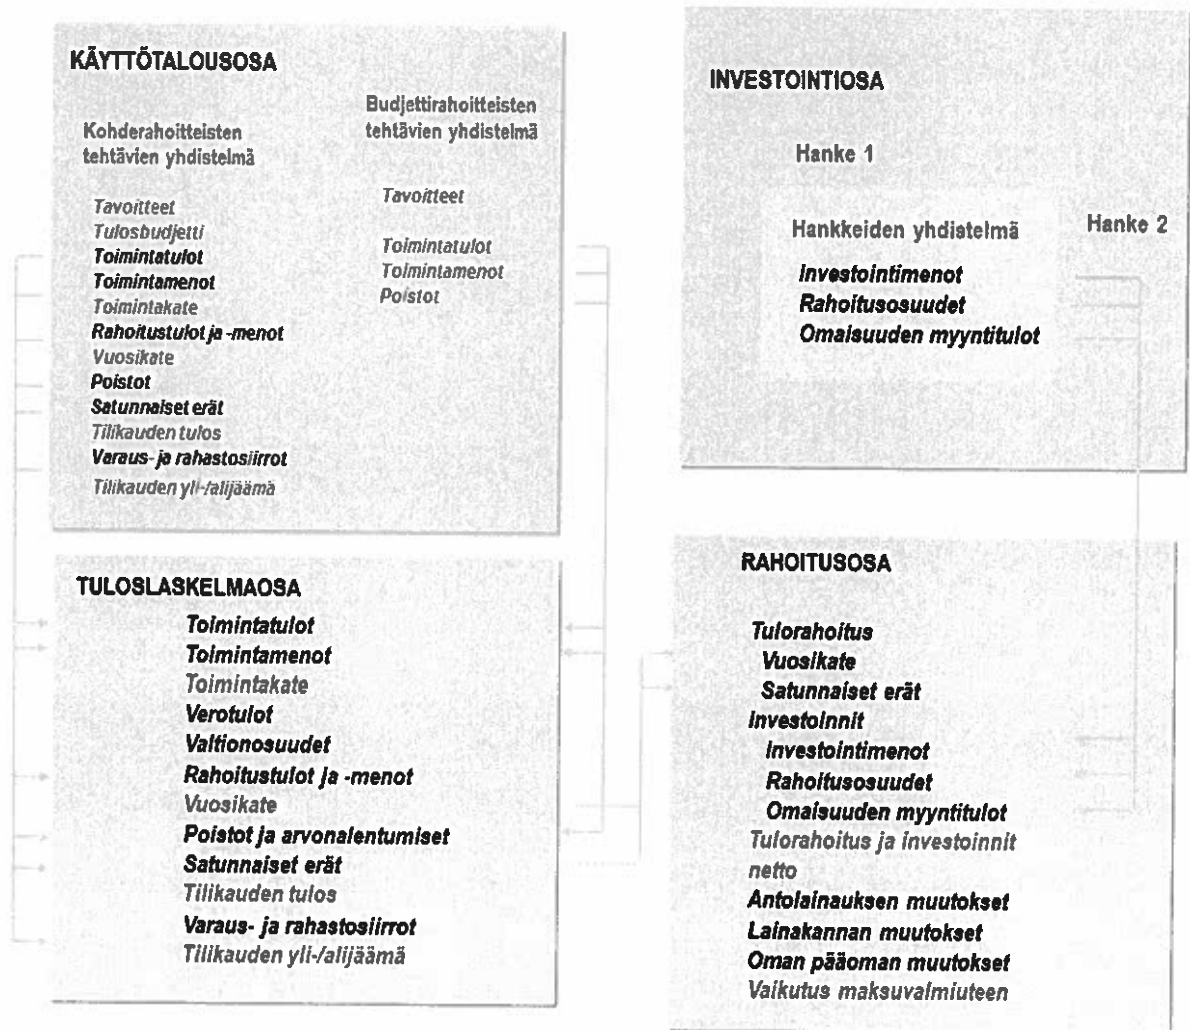 KÄYTTÖTALOUSOSA
Kohderahoitteisten
tehtävien yhdistelmä
Tavoitteet
Tulosbudjetti
Toimintatulot
Toimintamenot
Toimintakate
Rahoitustulot ja -menot
Vuosikate
Poistot
Satunnaiset erät
Tilikauden tulos
Varaus- ja rahastosiirrot
Tilikauden yli-/alijäämä
Budjettirahoitteisten
tehtävien yhdistelmä
Tavoitteet
Toimintatulot
Toimintamenot
Poistot
INVESTOINTIOSA
Hanke 1
Hankkeiden yhdistelmä
Hanke 2
Investointimenot
Rahoitusosuudet
Omaisuuden myyntitulot
TULOSLASKELMAOSA
Toimintatulot
Toimintamenot
Toimintakate
Verotulot
Valtionosuudet
Rahoitustulot ja -menot
Vuosikate
Poistot ja arvonalentumiset
Satunnaiset erät
Tilikauden tulos
Varaus- ja rahastosiirrot
Tilikauden yli-/alijäämä
RAHOITUSOSA
Tulorahoitus
Vuosikate
Satunnaiset erät
Investoinnit
Investointimenot
Rahoitusosuudet
Omaisuuden myyntitulot
Tulorahoitus ja investoinnit
netto
Antolainauksen muutokset
Lainakannan muutokset
Oman pääoman muutokset
Vaikutus maksuvalmiuteen